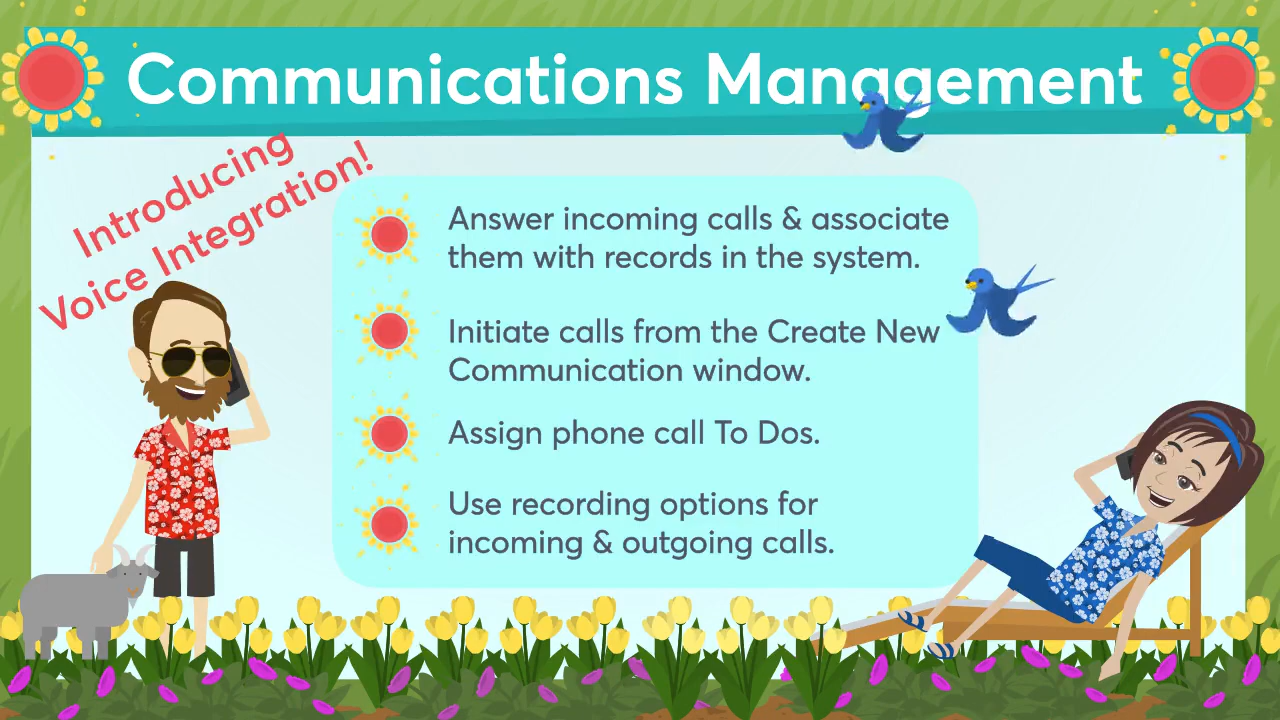 Communications Management
Introducing
Voice Integration!
Answer incoming calls & associate
them with records in the system.
Initiate calls from the Create New
Communication window.
Assign phone call To Dos.
Use recording options for
incoming & outgoing calls.